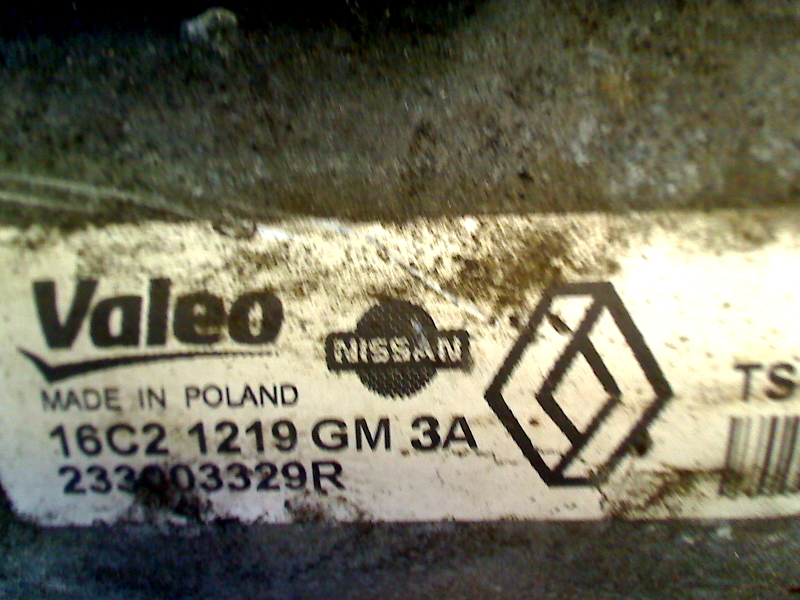 Valeo
NISSAN
MADE IN POLAND
TS
16C2 1219 GM 3A
233003329R